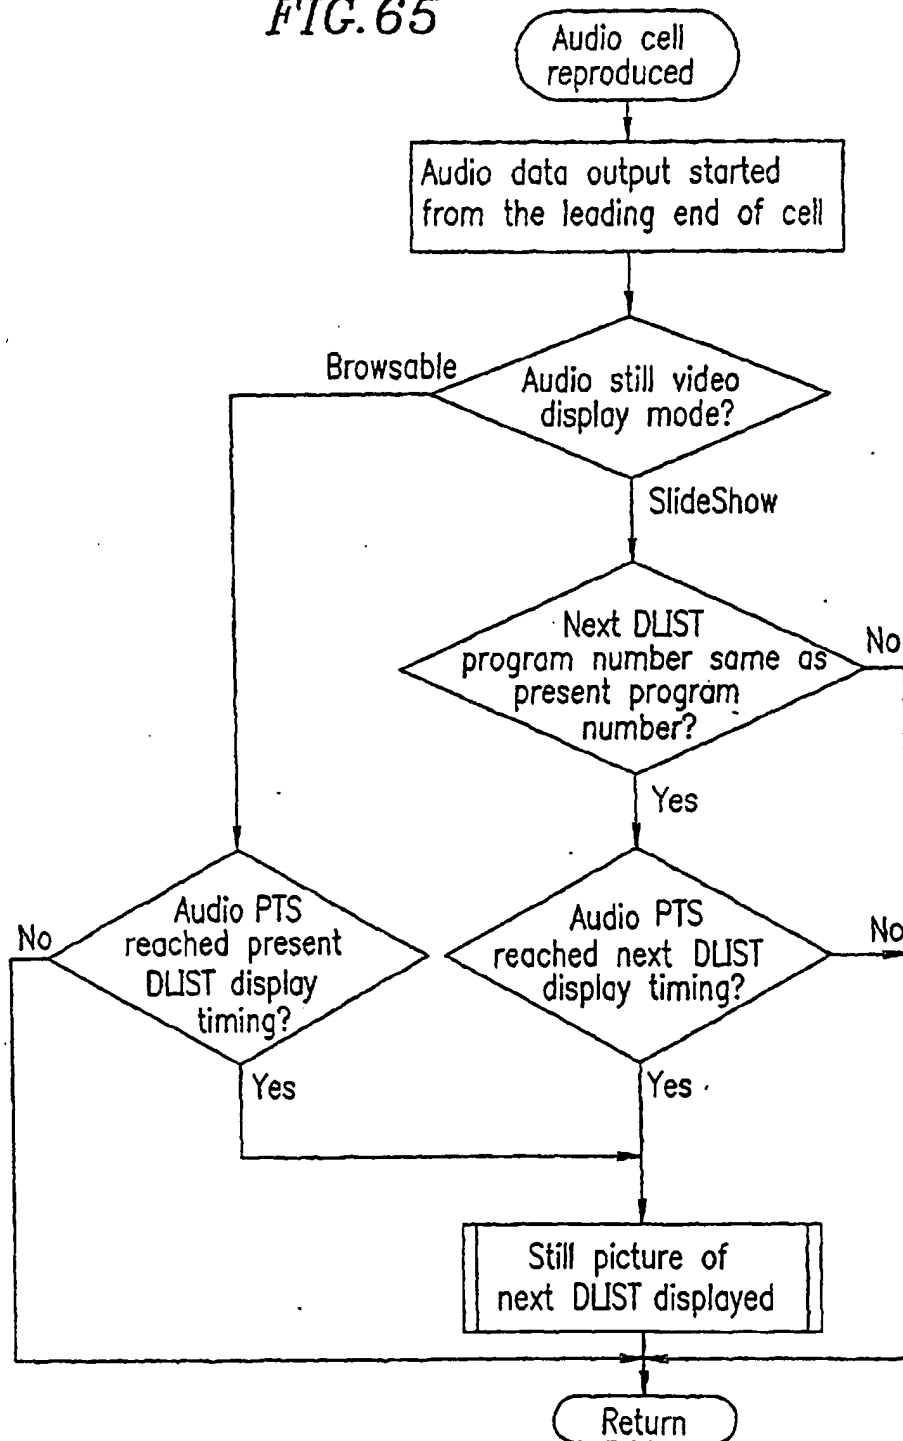 FIG.65
Audio cell
reproduced
Audio data output started
from the leading end of cell
Browsable
Audio still video
display mode?
SlideShow
Next DLIST
program number same as
present program
number?
No
Yes
Audio PTS
reached present
DLIST display
timing?
No
Yes
Audio PTS
reached next DLIST
display timing?
No
Yes
Still picture of
next DLIST displayed
Return